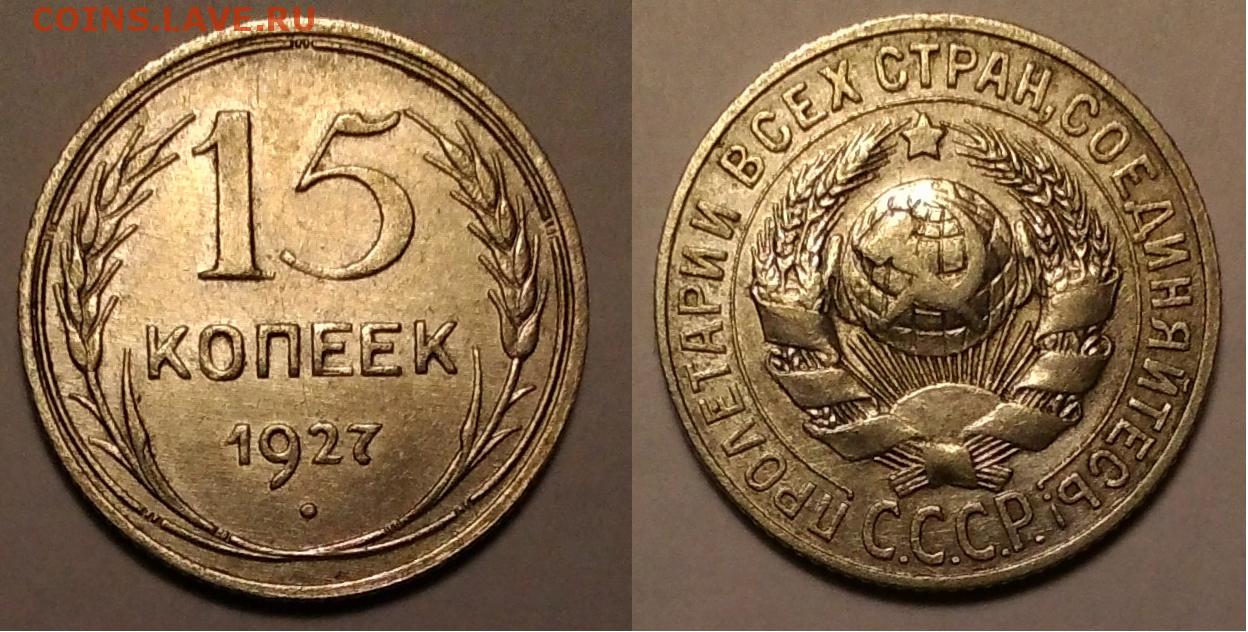 COINS.LAVE.RU
15
КОПЕЕК
1927
ПРОЛЕТАРИИ ВСЕХ СТРАН, СОЕДИНЯЙТЕСЬ!
С.С.С.Р.